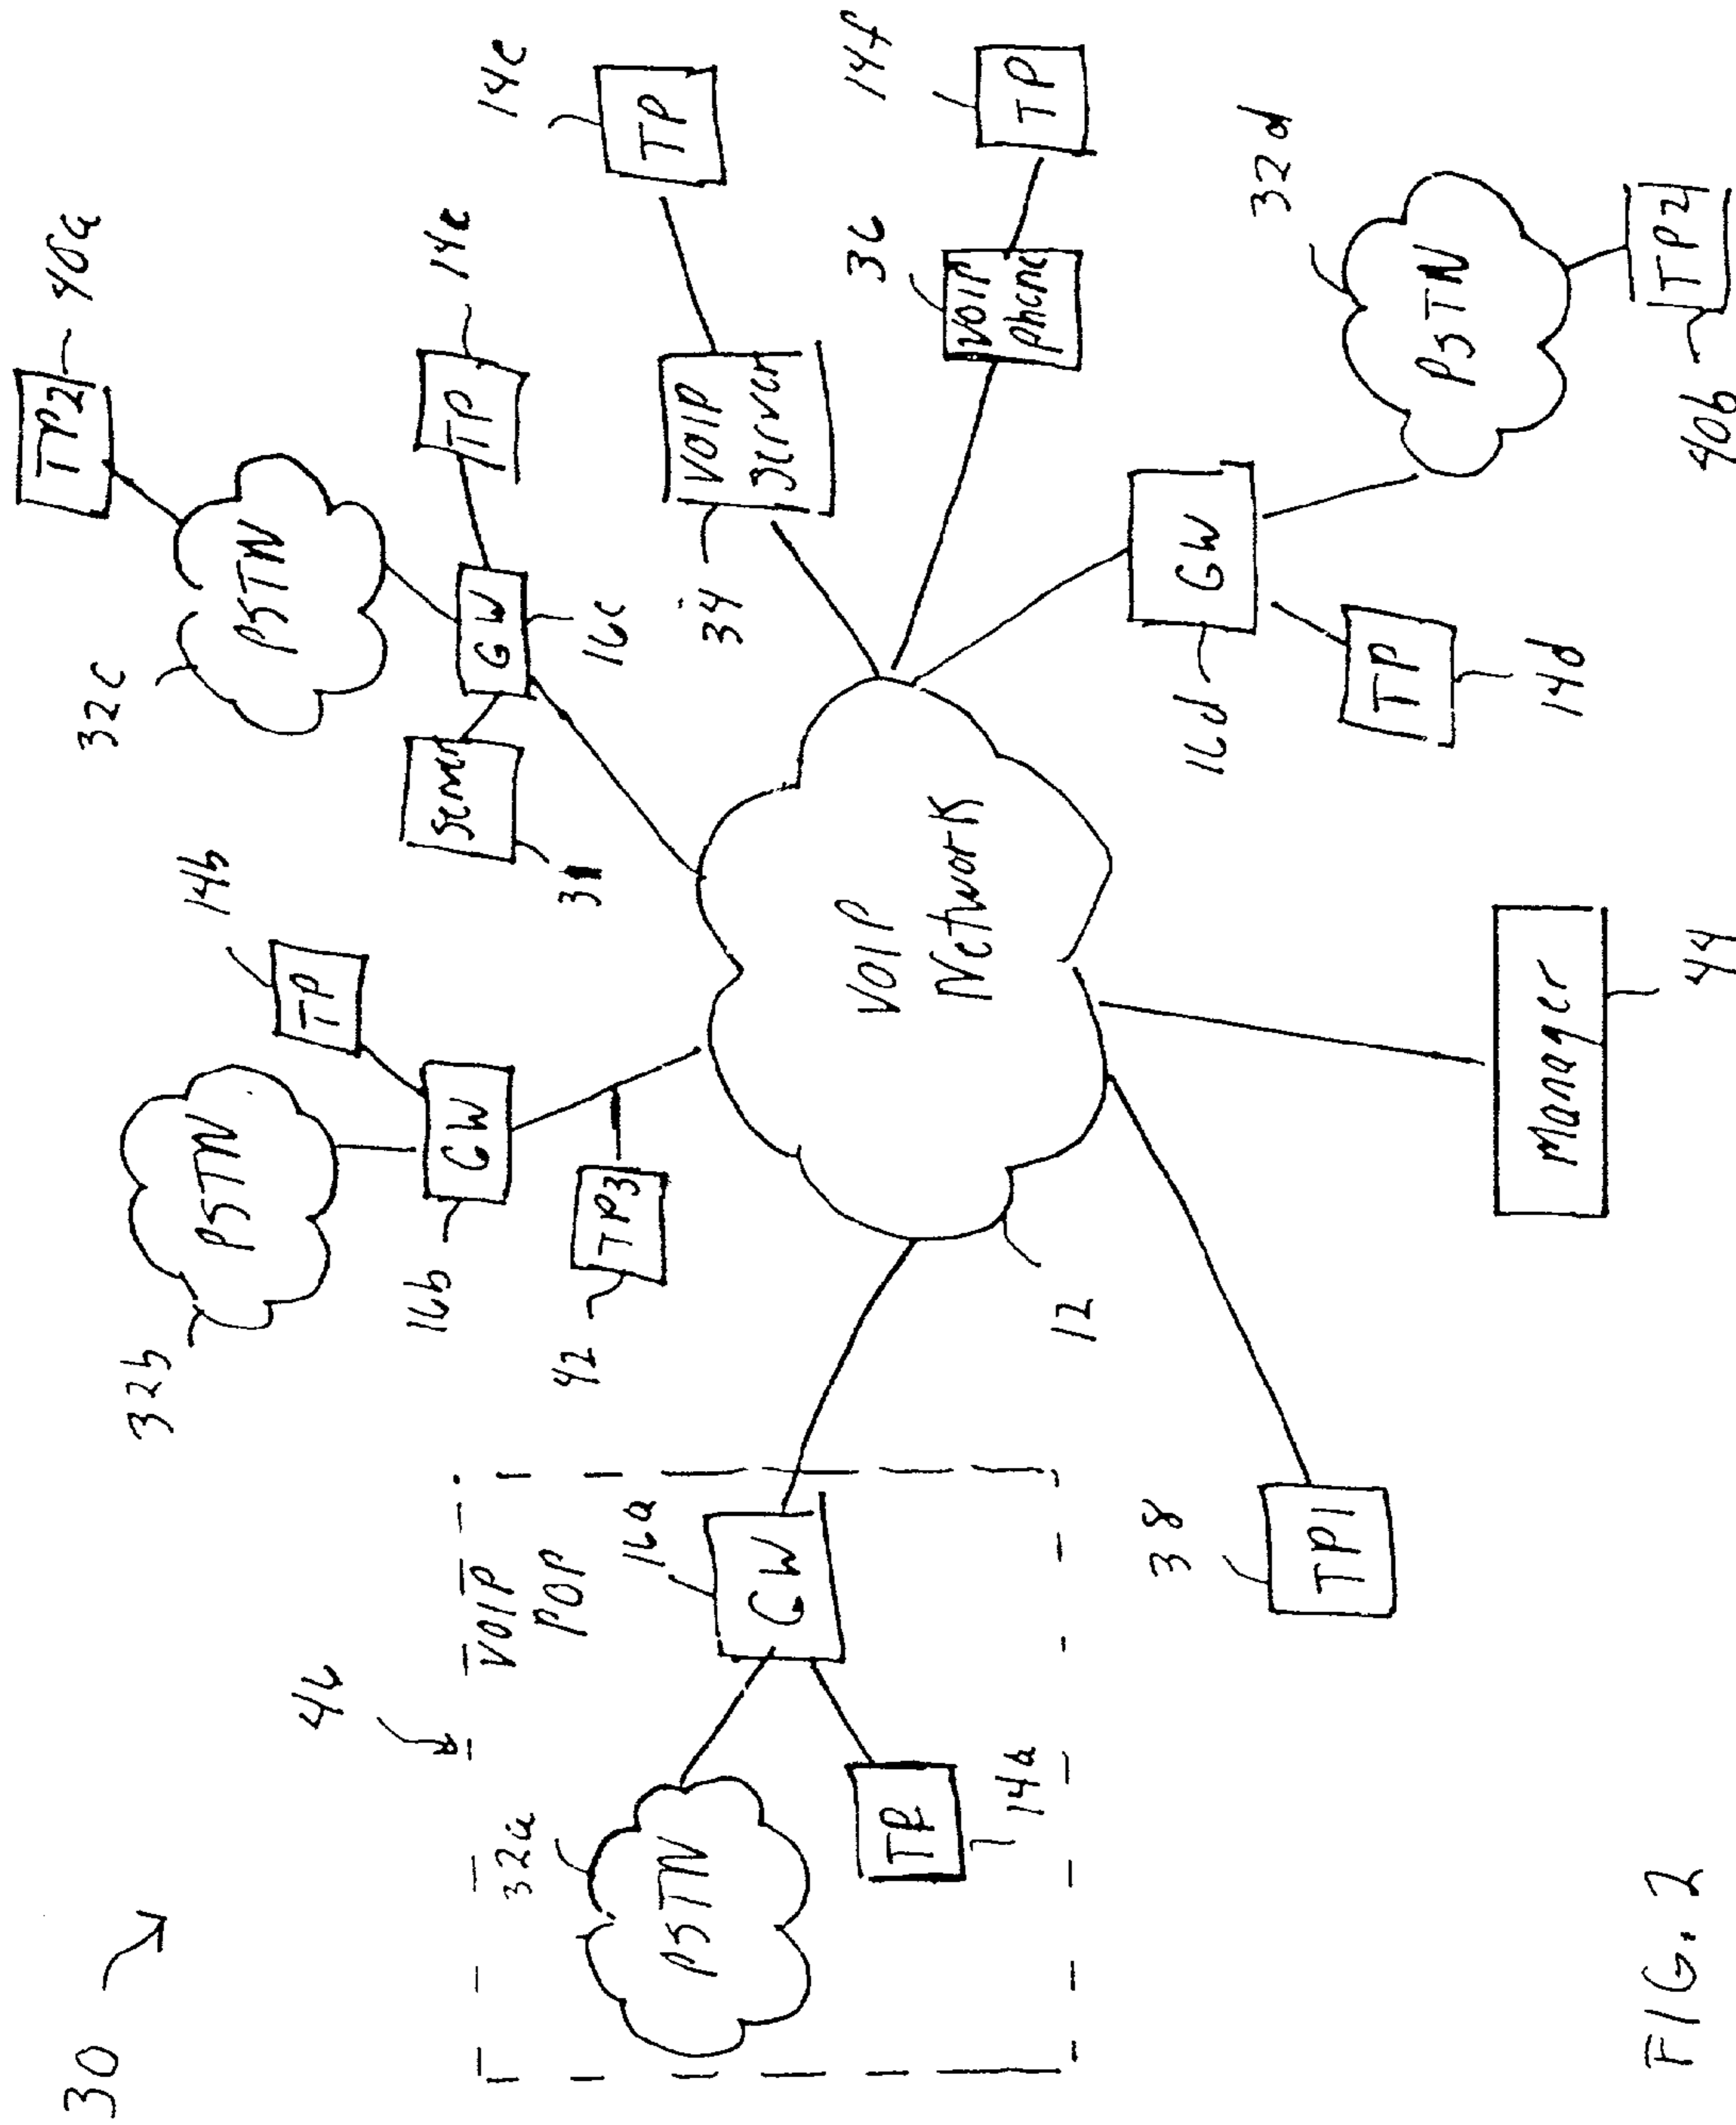 30
46
VOIP
POP
32a
PSTN
16a
GW
TP
14a
32b
PSTN
14b
TP
16b
GW
42
TP3
32c
PSTN
TP2
40a
TP
GW
16c
31
34
VOIP
Server
TP
14e
36
VOIP
phone
TP
14f
VOIP
Network
12
16d
GW
TP
14d
32d
PSTN
TP2
40b
38
TP1
Manager
44
FIG. 2